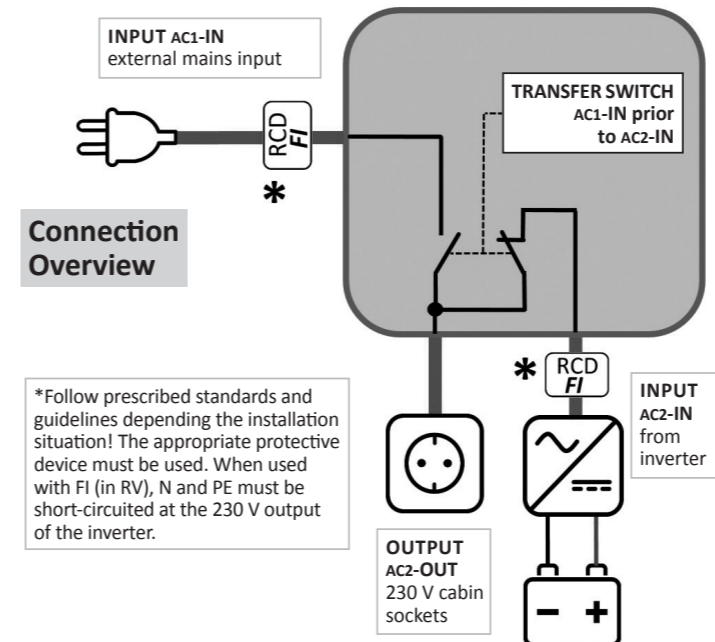 INPUT AC1-IN
external mains input
TRANSFER SWITCH
AC1-IN prior
to AC2-IN
RCD
FI
*
Connection
Overview
*
RCD
FI
*Follow prescribed standards and
guidelines depending the installation
situation! The appropriate protective
device must be used. When used
with FI (in RV), N and PE must be
short-circuited at the 230 V output
of the inverter.
INPUT
AC2-IN
from
inverter
OUTPUT
AC2-OUT
230 V cabin
sockets
- +